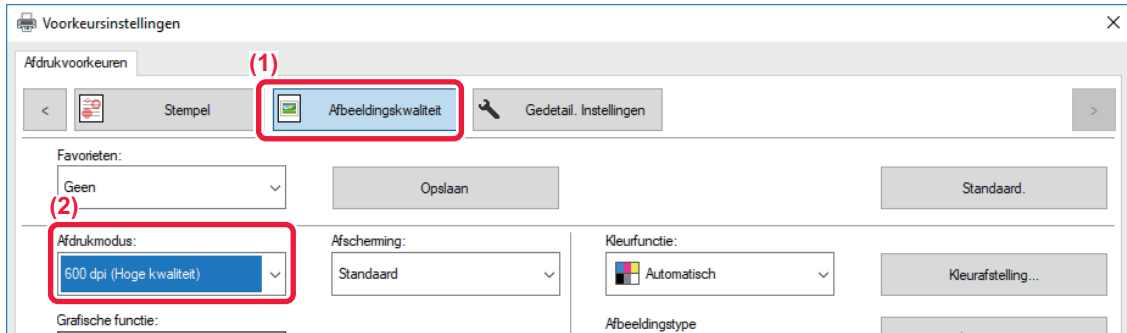 Voorkeursinstellingen
Afdrukvoorkeuren
(1)
< Stempel Afbeeldingskwaliteit Gedetail. Instellingen >
Favorieten:
Geen Opslaan Standaard.
(2)
Afdrukmodus: Afscherming: Kleurfunctie:
600 dpi (Hoge kwaliteit) Standaard Automatisch Kleurafstelling...
Grafische functie: Afbeeldingstype